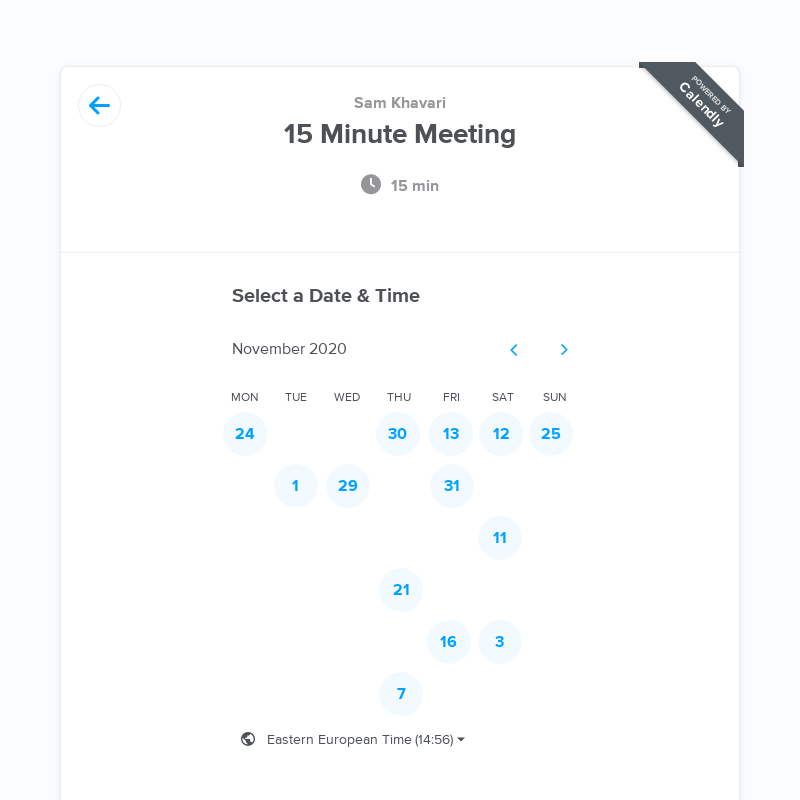 Sam Khavari
15 Minute Meeting
15 min
POWERED BY
Calendly
Select a Date & Time
November 2020
MON TUE WED THU FRI SAT SUN
24 30 13 12 25
1 29 31
11
21
16 3
7
Eastern European Time (14:56)